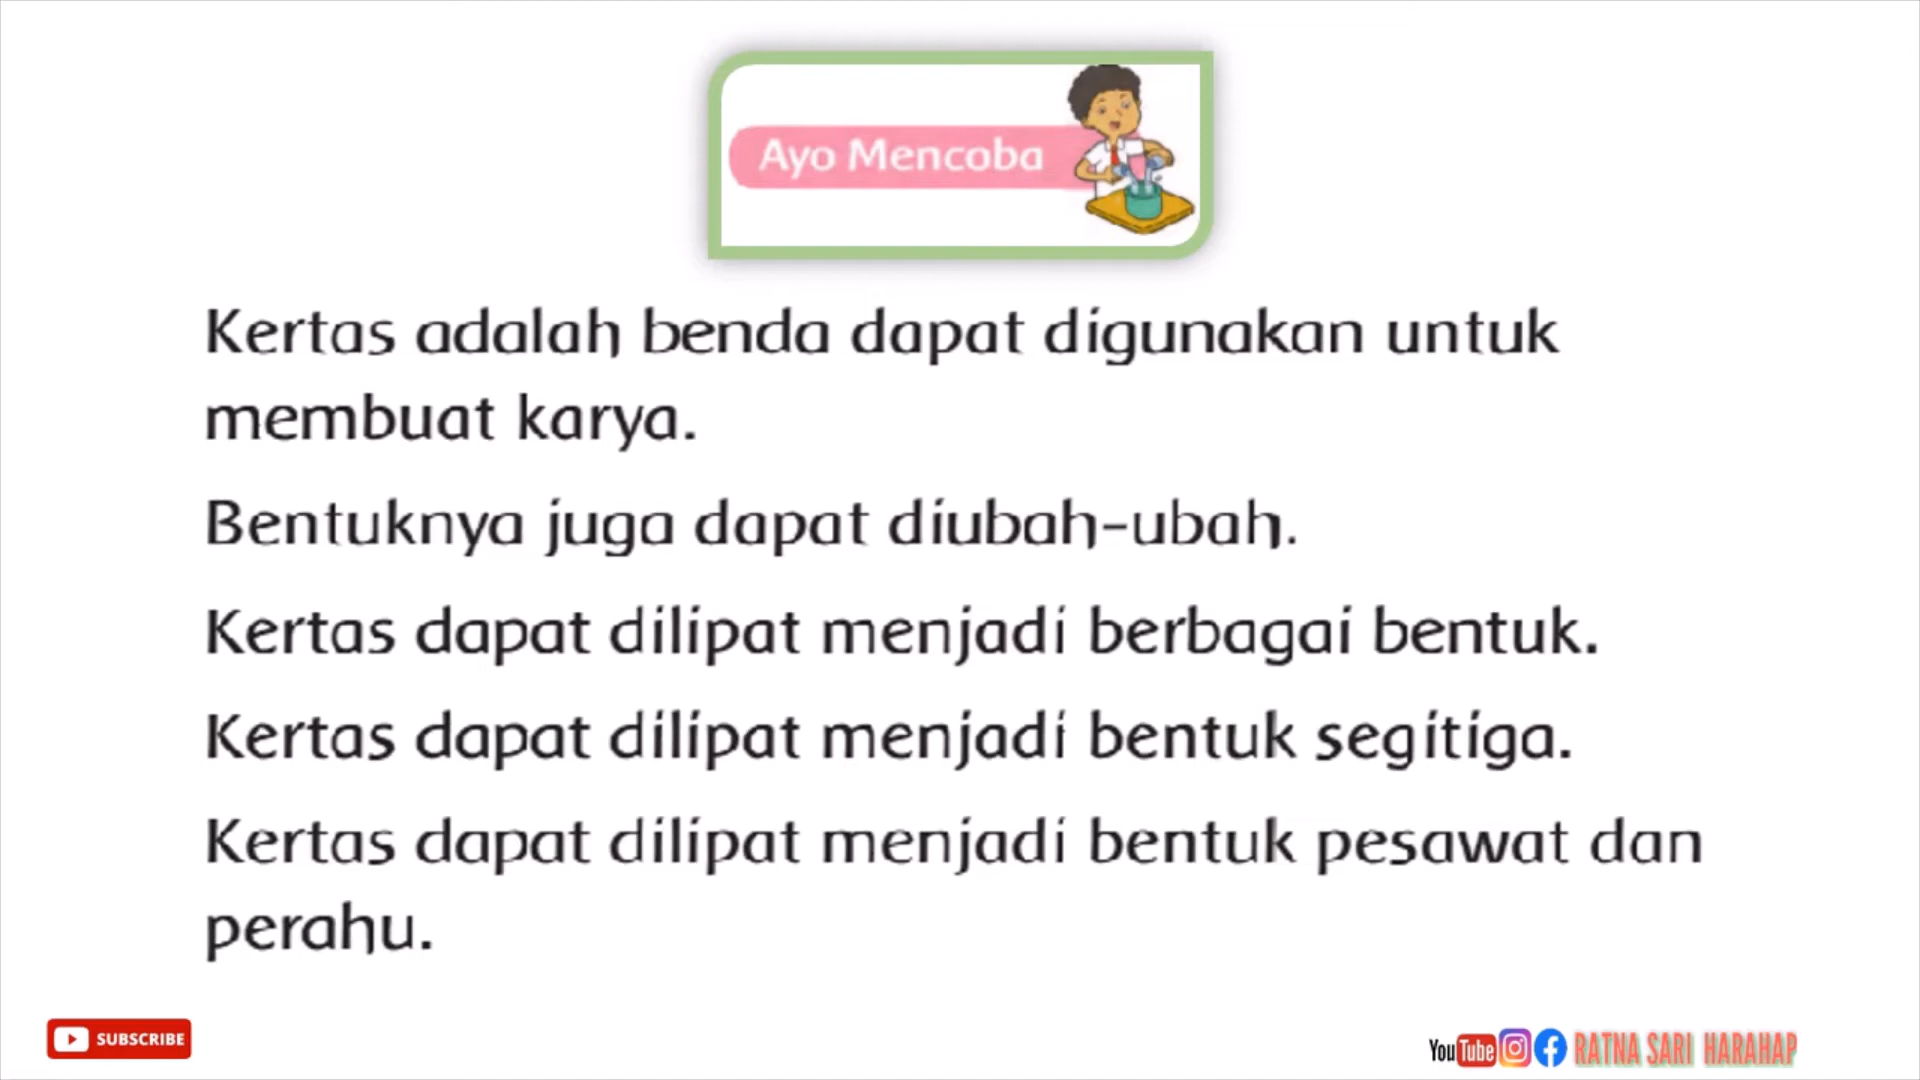 Ayo Mencoba
Kertas adalah benda dapat digunakan untuk
membuat karya.
Bentuknya juga dapat diubah-ubah.
Kertas dapat dilipat menjadi berbagai bentuk.
Kertas dapat dilipat menjadi bentuk segitiga.
Kertas dapat dilipat menjadi bentuk pesawat dan
perahu.
SUBSCRIBE
YouTube RATNA SARI HARAHAP